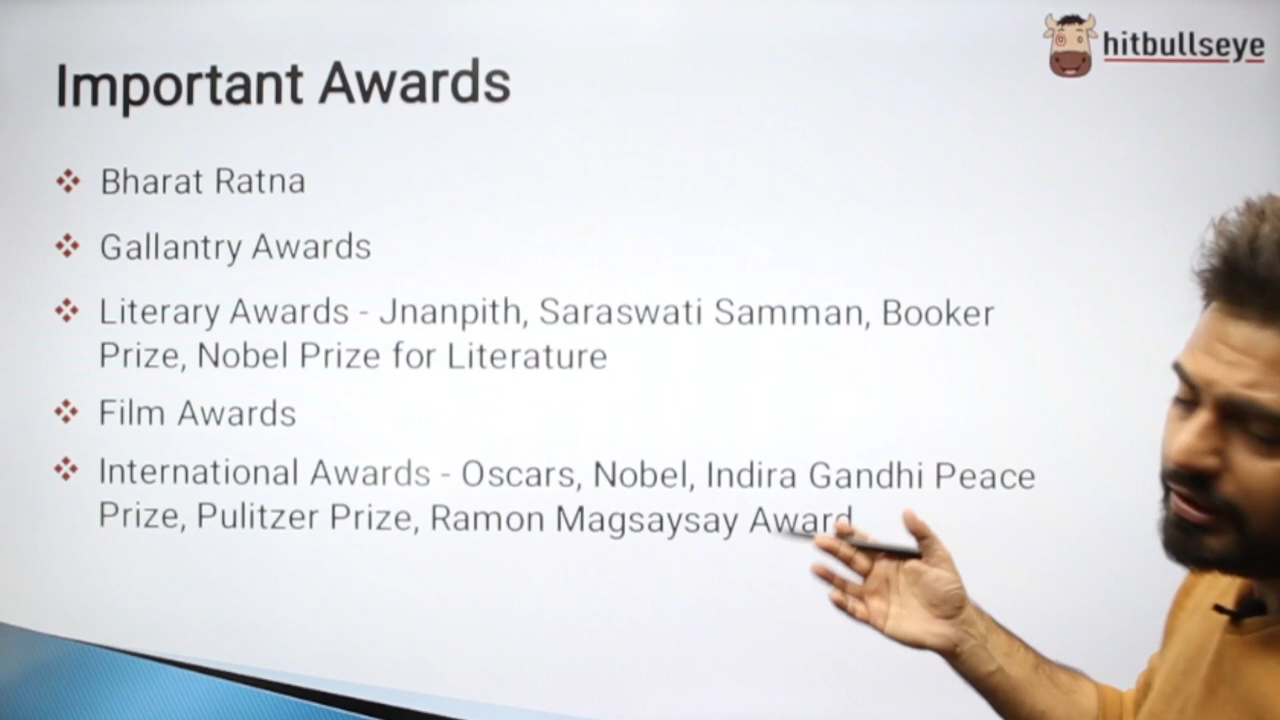 hitbullseye
Important Awards
Bharat Ratna
Gallantry Awards
Literary Awards - Jnanpith, Saraswati Samman, Booker
Prize, Nobel Prize for Literature
Film Awards
International Awards - Oscars, Nobel, Indira Gandhi Peace
Prize, Pulitzer Prize, Ramon Magsaysay Award